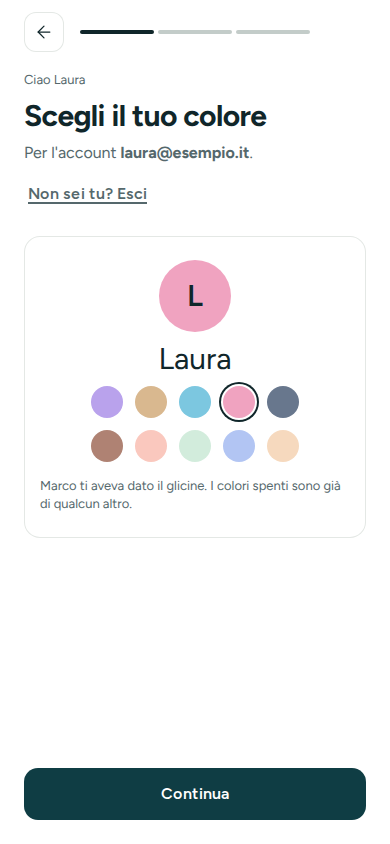 Ciao Laura
Scegli il tuo colore
Per l'account laura@esempio.it.
Non sei tu? Esci
L
Laura
Marco ti aveva dato il glicine. I colori spenti sono già
di qualcun altro.
Continua